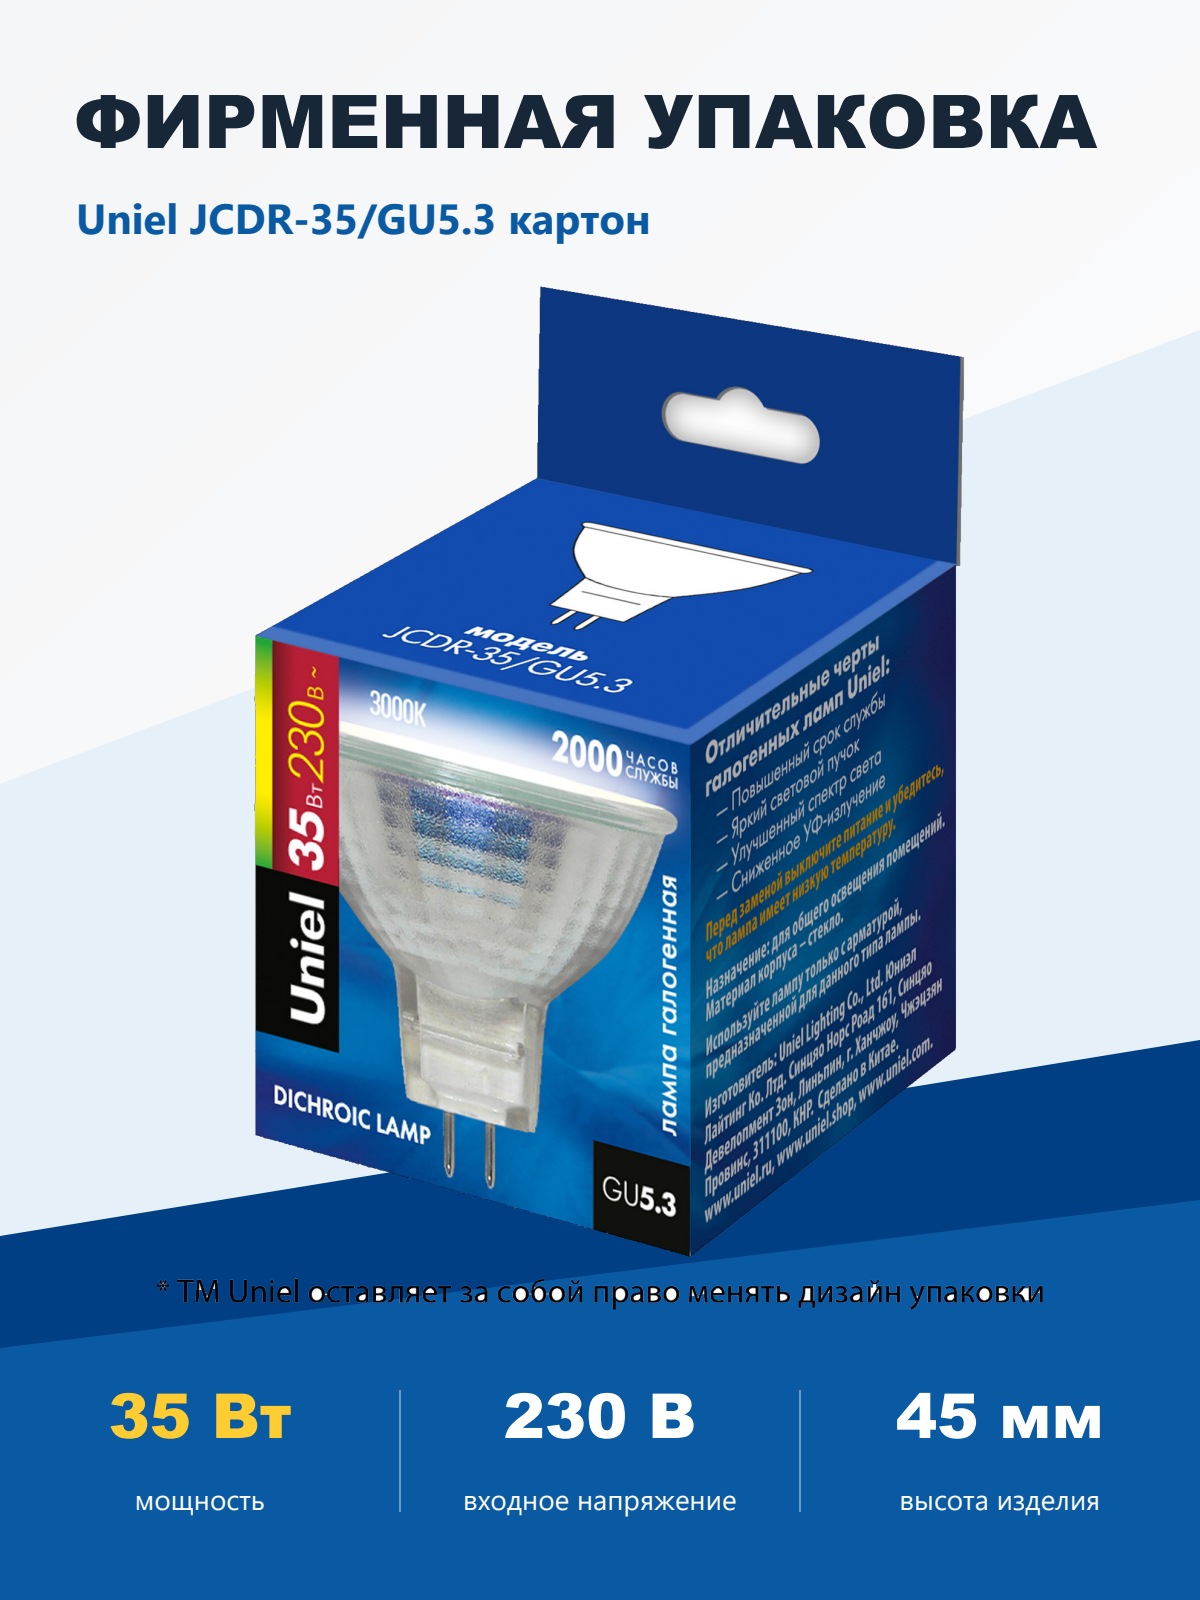 ФИРМЕННАЯ УПАКОВКА
Uniel JCDR-35/GU5.3 картон
модель
JCDR-35/GU5.3
3000K
2000 ЧАСОВ
СЛУЖБЫ
Uniel 35Вт 230В ~
лампа галогенная
DICHROIC LAMP
GU5.3
Отличительные черты
галогенных ламп Uniel:
— Повышенный срок службы
— Яркий световой пучок
— Улучшенный спектр света
— Сниженное УФ-излучение
Перед заменой выключите питание и убедитесь,
что лампа имеет низкую температуру.
Назначение: для общего освещения помещений.
Материал корпуса – стекло.
Используйте лампу только с арматурой,
предназначенной для данного типа лампы.
Изготовитель: Uniel Lighting Co., Ltd. Юниэл
Лайтинг Ко. Лтд. Синцяо Норс Роад 161, Синцяо
Девелопмент Зон, Линьпин, г. Ханчжоу, Чжэцзян
Провинс, 311100, КНР. Сделано в Китае.
www.uniel.ru, www.uniel.shop, www.uniel.com.
* ТМ Uniel оставляет за собой право менять дизайн упаковки
35 Вт
мощность
230 В
входное напряжение
45 мм
высота изделия